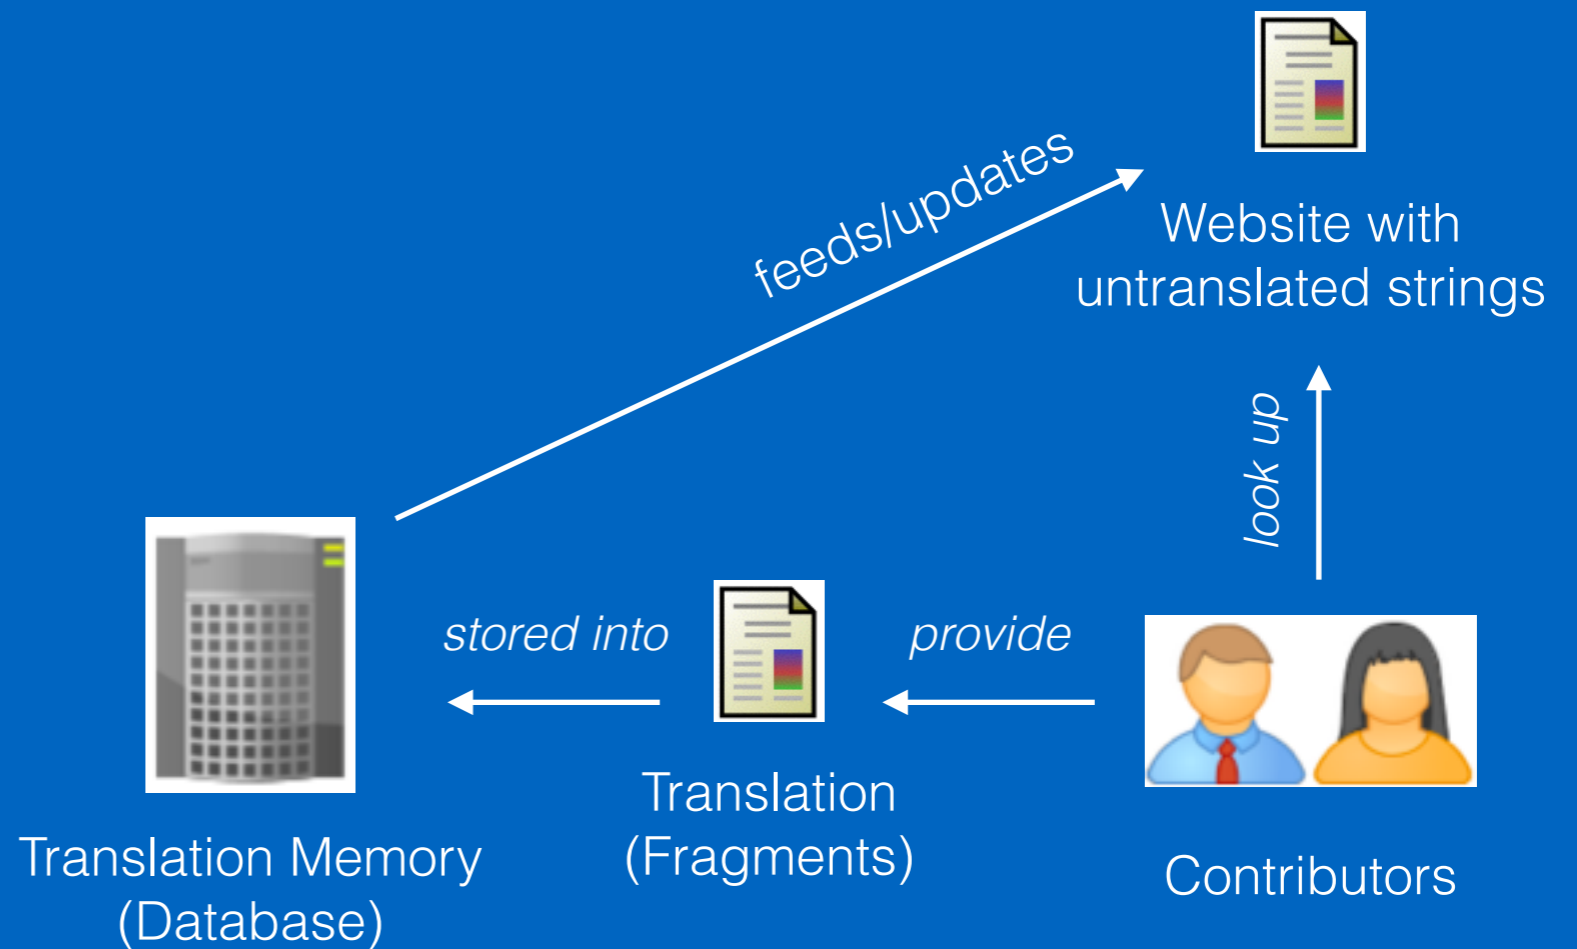 feeds/updates
Website with
untranslated strings
look up
stored into
provide
Translation
(Fragments)
Translation Memory
(Database)
Contributors